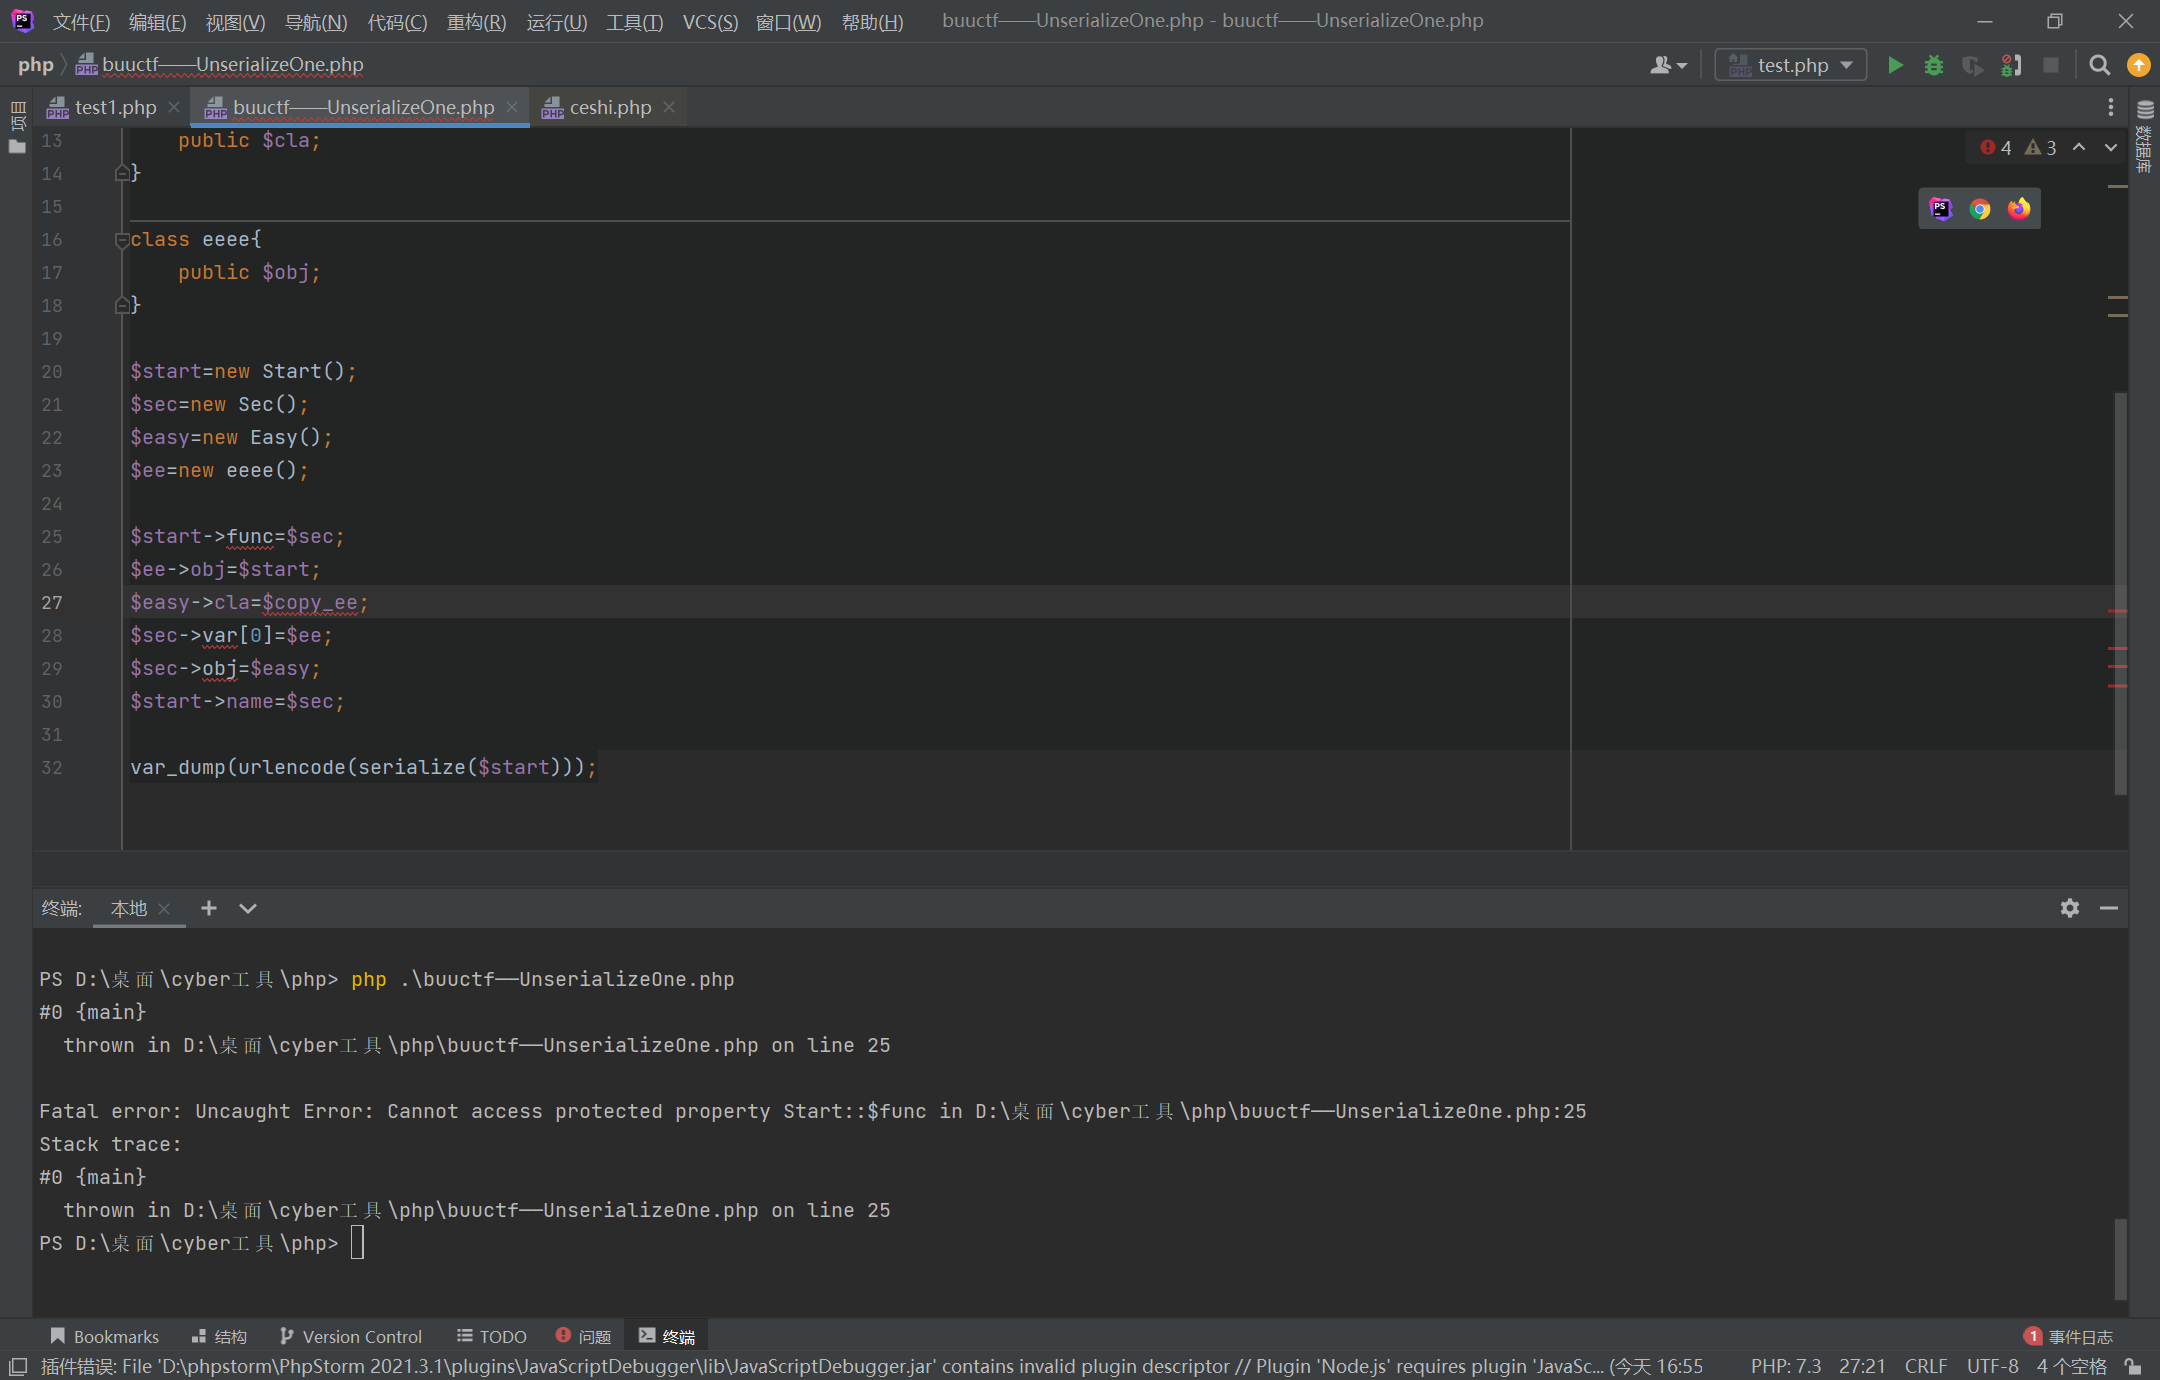 文件(F) 编辑(E) 视图(V) 导航(N) 代码(C) 重构(R) 运行(U) 工具(T) VCS(S) 窗口(W) 帮助(H) buuctf——UnserializeOne.php - buuctf——UnserializeOne.php
php buuctf——UnserializeOne.php test.php
项目 test1.php buuctf——UnserializeOne.php ceshi.php 数据库
4 3
13 public $cla;
14 }
15
16 class eeee{
17 public $obj;
18 }
19
20 $start=new Start();
21 $sec=new Sec();
22 $easy=new Easy();
23 $ee=new eeee();
24
25 $start->func=$sec;
26 $ee->obj=$start;
27 $easy->cla=$copy_ee;
28 $sec->var[0]=$ee;
29 $sec->obj=$easy;
30 $start->name=$sec;
31
32 var_dump(urlencode(serialize($start)));
终端: 本地
PS D:\桌面\cyber工具\php> php .\buuctf——UnserializeOne.php
#0 {main}
thrown in D:\桌面\cyber工具\php\buuctf——UnserializeOne.php on line 25
Fatal error: Uncaught Error: Cannot access protected property Start::$func in D:\桌面\cyber工具\php\buuctf——UnserializeOne.php:25
Stack trace:
#0 {main}
thrown in D:\桌面\cyber工具\php\buuctf——UnserializeOne.php on line 25
PS D:\桌面\cyber工具\php>
Bookmarks 结构 Version Control TODO 问题 终端 1 事件日志
插件错误: File 'D:\phpstorm\PhpStorm 2021.3.1\plugins\JavaScriptDebugger\lib\JavaScriptDebugger.jar' contains invalid plugin descriptor // Plugin 'Node.js' requires plugin 'JavaSc... (今天 16:55 PHP: 7.3 27:21 CRLF UTF-8 4 个空格